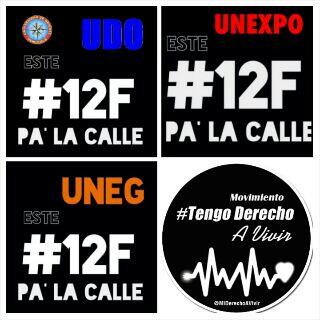 UDO
ESTE
#12F
PA' LA CALLE
UNEXPO
ESTE
#12F
PA' LA CALLE
UNEG
ESTE
#12F
PA' LA CALLE
Movimiento
#Tengo Derecho
A Vivir
@MiDerechoAVivir